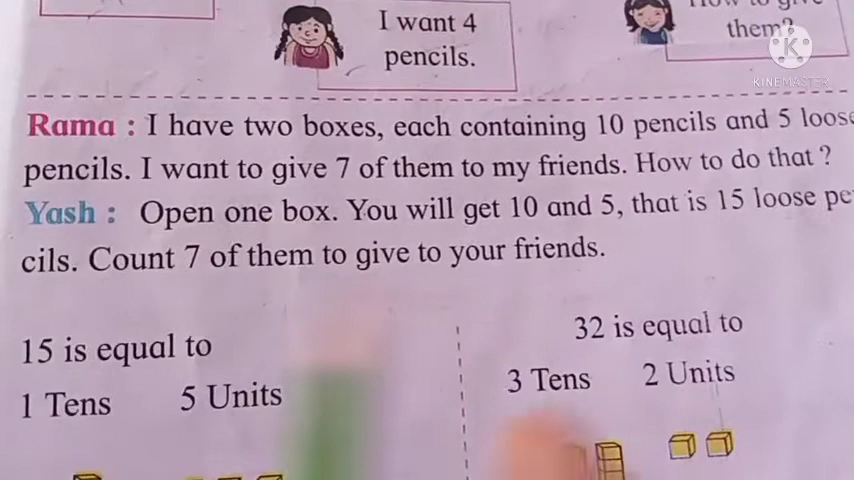 I want 4
pencils.
them?
KINEMASTER
Rama : I have two boxes, each containing 10 pencils and 5 loose
pencils. I want to give 7 of them to my friends. How to do that ?
Yash : Open one box. You will get 10 and 5, that is 15 loose pe
cils. Count 7 of them to give to your friends.
15 is equal to
1 Tens 5 Units
32 is equal to
3 Tens 2 Units